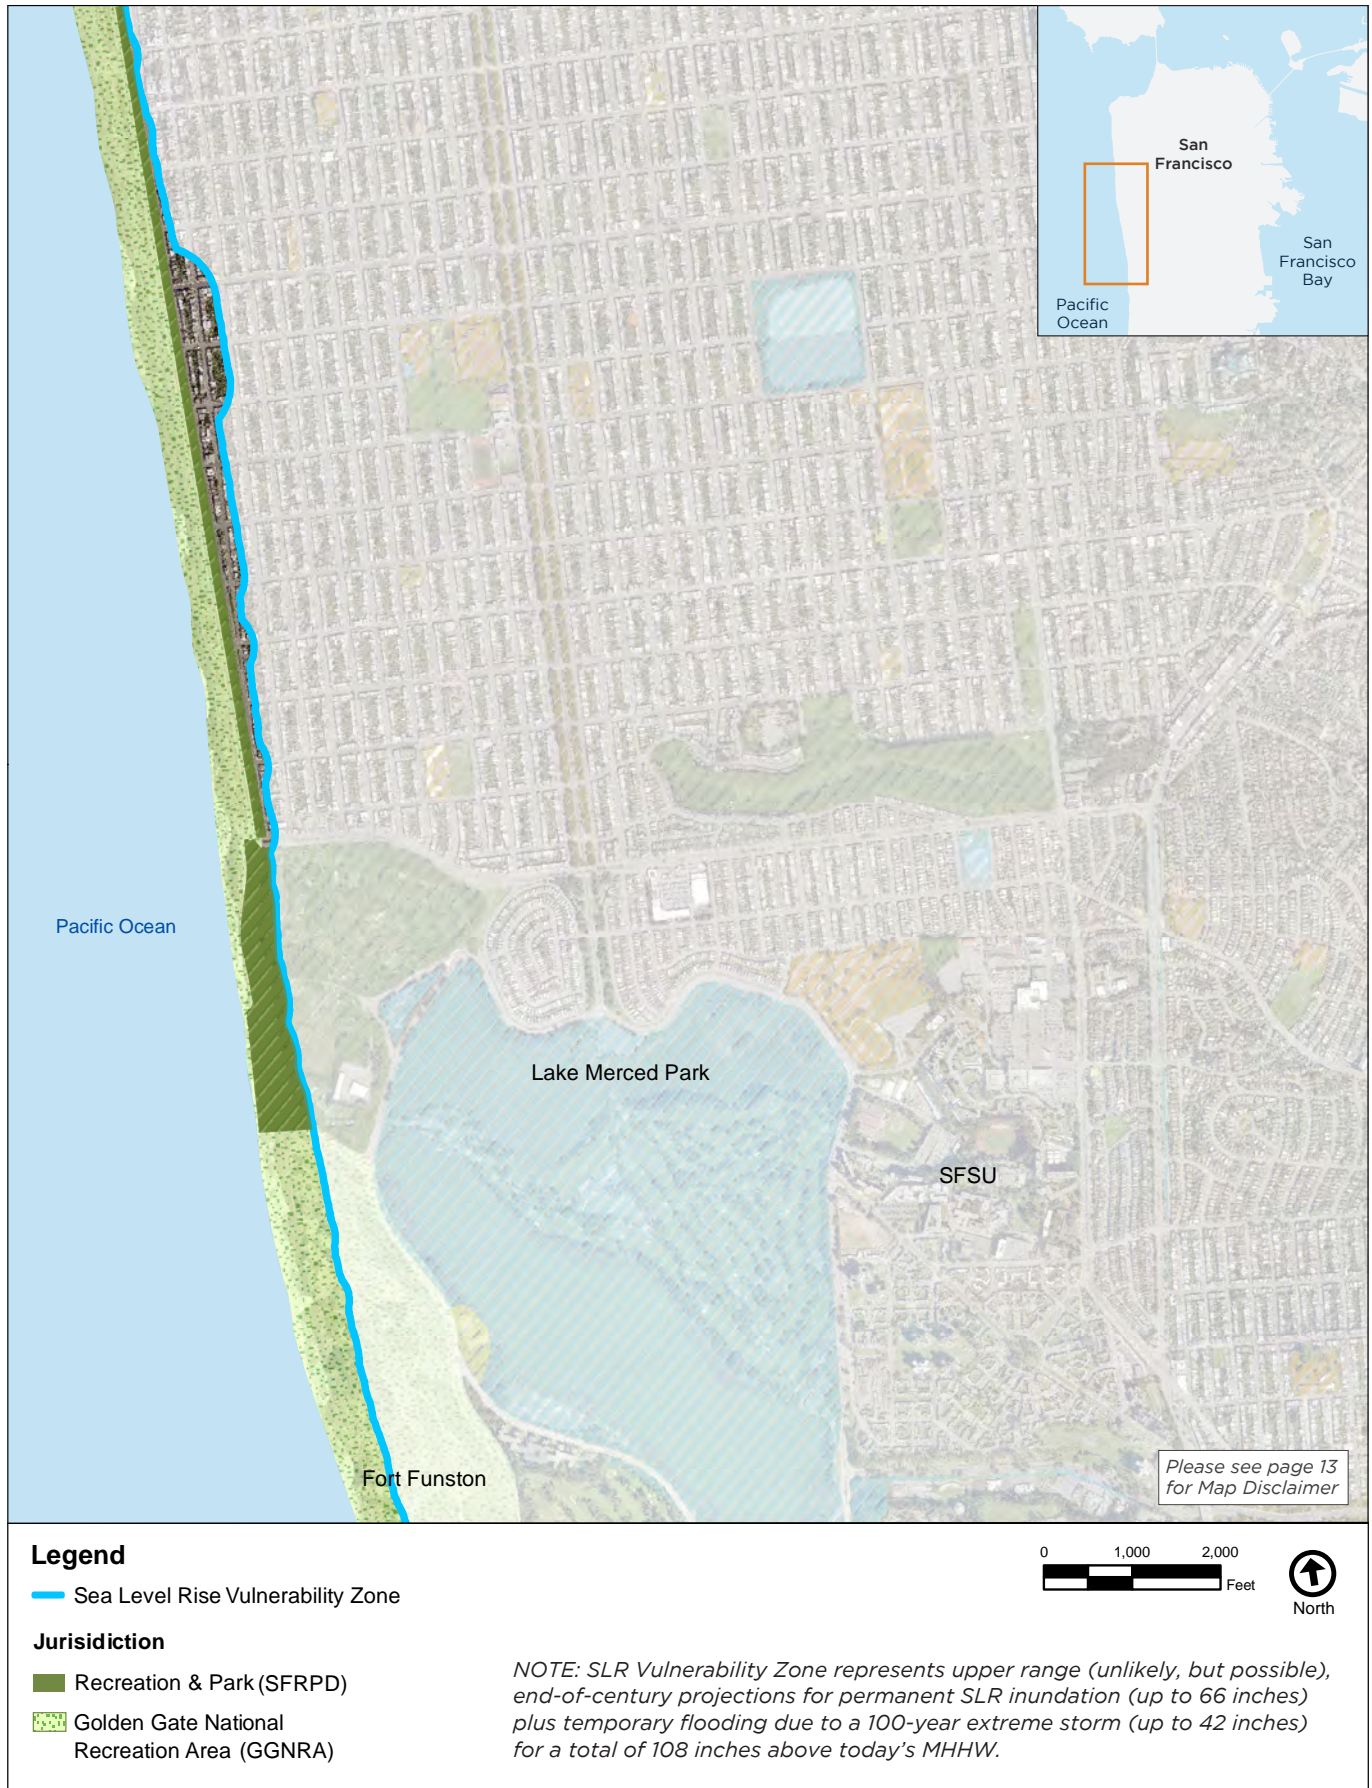 San
Francisco
San
Francisco
Bay
Pacific
Ocean
Pacific Ocean
Lake Merced Park
SFSU
Fort Funston
Please see page 13
for Map Disclaimer
Legend
Sea Level Rise Vulnerability Zone
Jurisidiction
Recreation & Park (SFRPD)
Golden Gate National
Recreation Area (GGNRA)
0 1,000 2,000
Feet
North
NOTE: SLR Vulnerability Zone represents upper range (unlikely, but possible),
end-of-century projections for permanent SLR inundation (up to 66 inches)
plus temporary flooding due to a 100-year extreme storm (up to 42 inches)
for a total of 108 inches above today's MHHW.